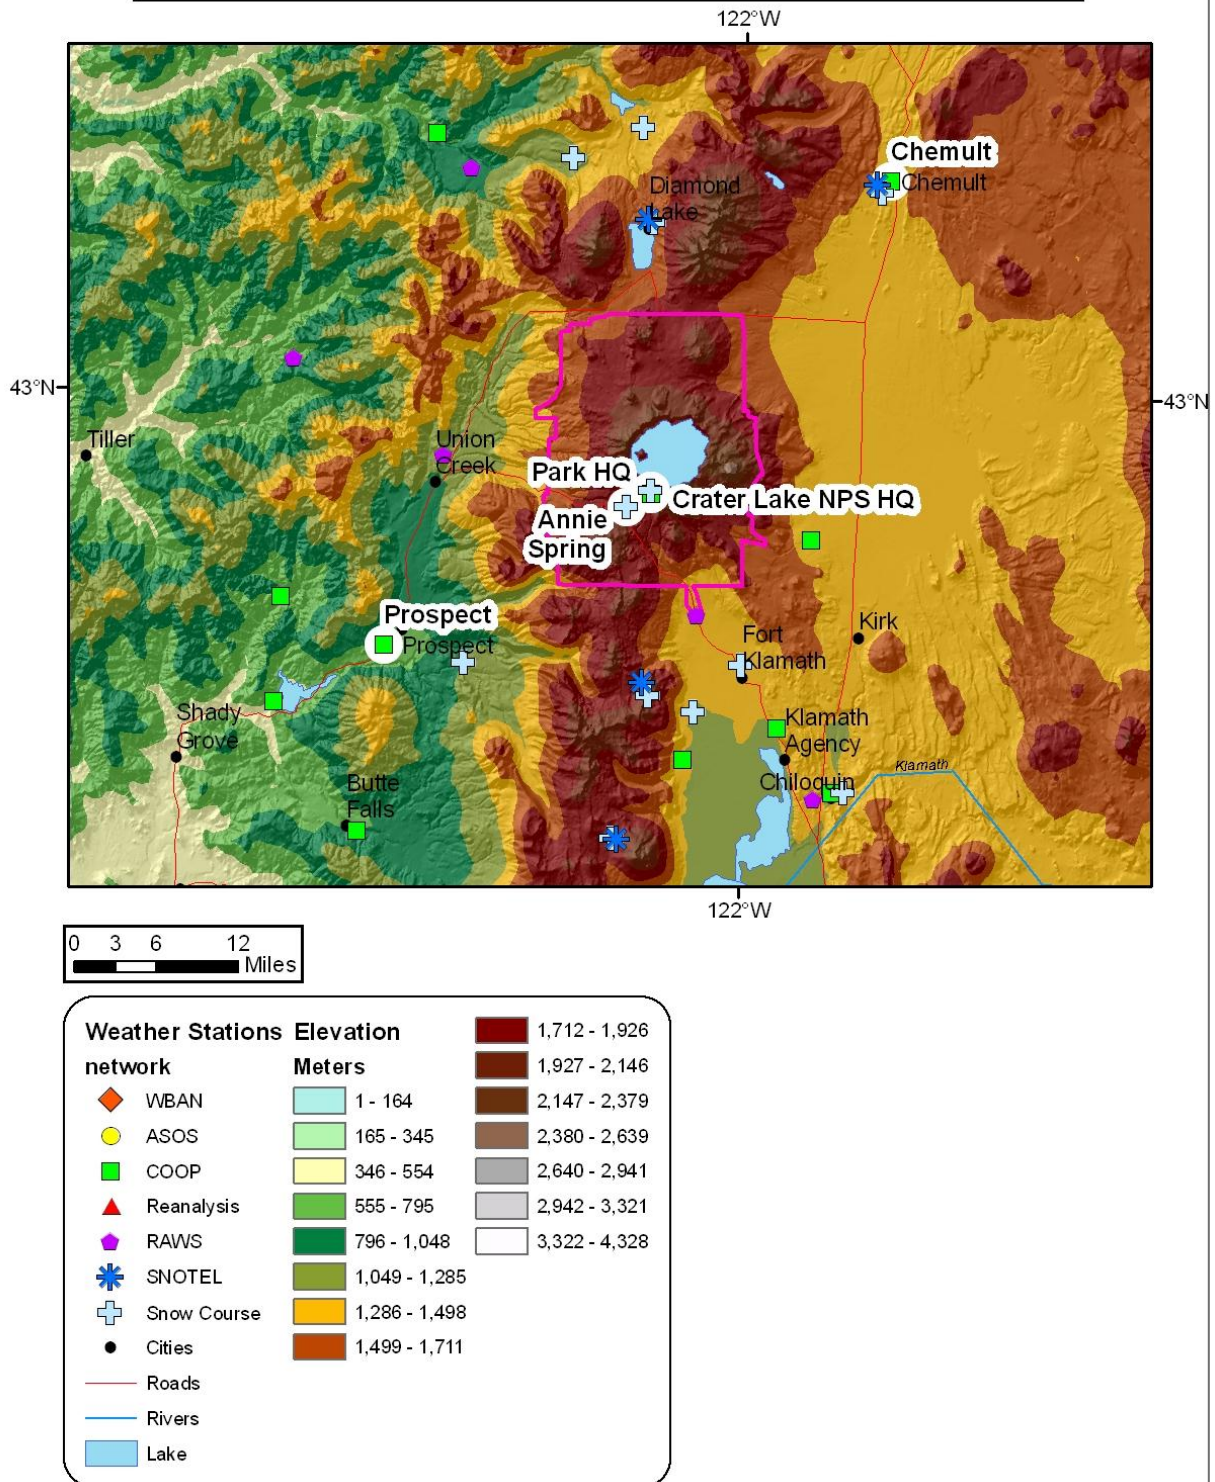 122°W
Chemult
Chemult
Diamond
Lake
43°N
43°N
Tiller
Union
Creek
Park HQ
Crater Lake NPS HQ
Annie
Spring
Prospect
Prospect
Kirk
Fort
Klamath
Shady
Grove
Klamath
Agency
Klamath
Butte
Falls
Chiloquin
122°W
0 3 6 12
Miles
Weather Stations
network
WBAN
ASOS
COOP
Reanalysis
RAWS
SNOTEL
Snow Course
Cities
Roads
Rivers
Lake
Elevation
Meters
1 - 164
165 - 345
346 - 554
555 - 795
796 - 1,048
1,049 - 1,285
1,286 - 1,498
1,499 - 1,711
1,712 - 1,926
1,927 - 2,146
2,147 - 2,379
2,380 - 2,639
2,640 - 2,941
2,942 - 3,321
3,322 - 4,328